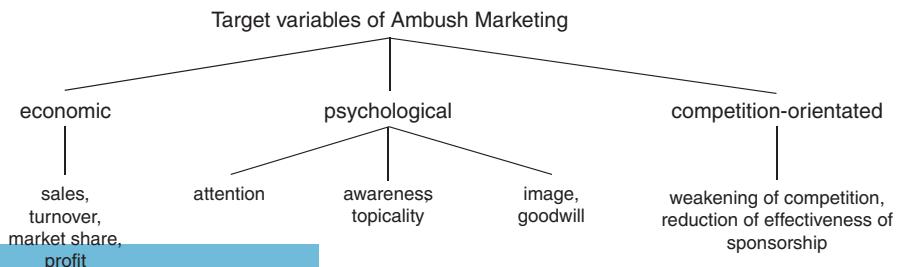 Target variables of Ambush Marketing
economic
psychological
competition-orientated
sales,
turnover,
market share,
profit
attention
awareness,
topicality
image,
goodwill
weakening of competition,
reduction of effectiveness of
sponsorship